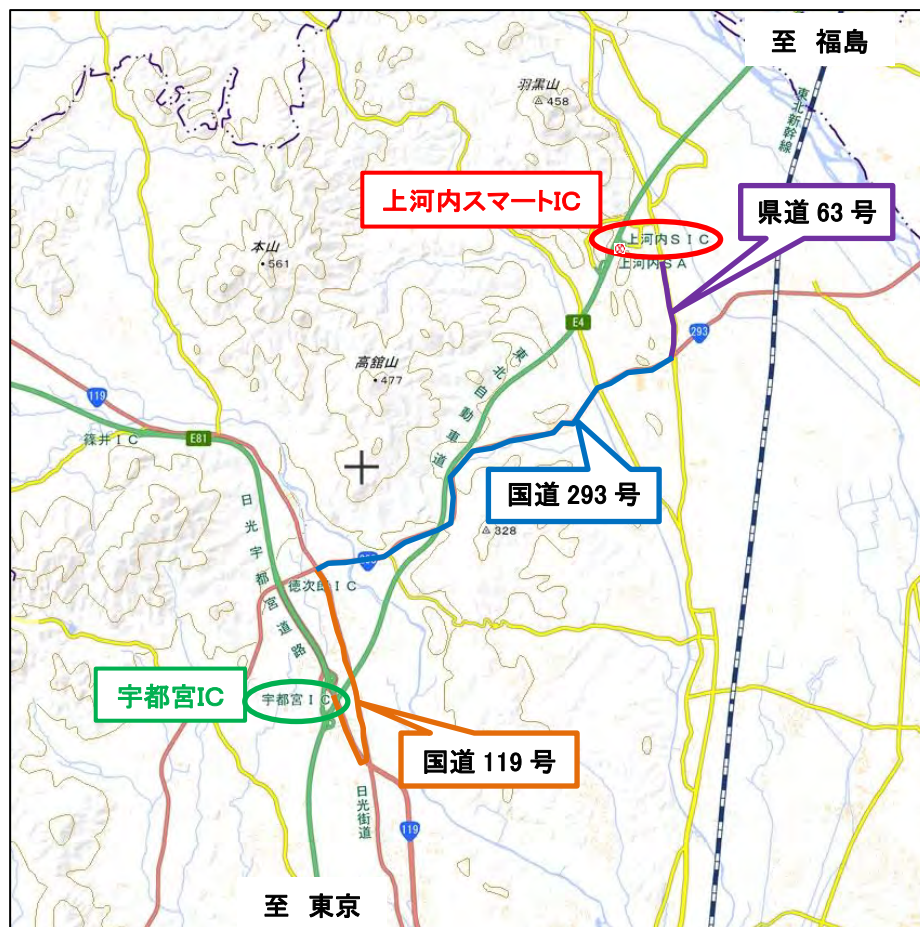 至 福島
羽黒山
458
東北新幹線
上河内スマートIC
県道 63 号
上河内SIC
上河内SA
本山
561
E4
293
高舘山
477
東北自動車道
119
篠井IC
E81
国道 293 号
328
日光宇都宮道路
293
徳次郎IC
宇都宮IC
宇都宮IC
国道 119 号
日光街道
119
至 東京